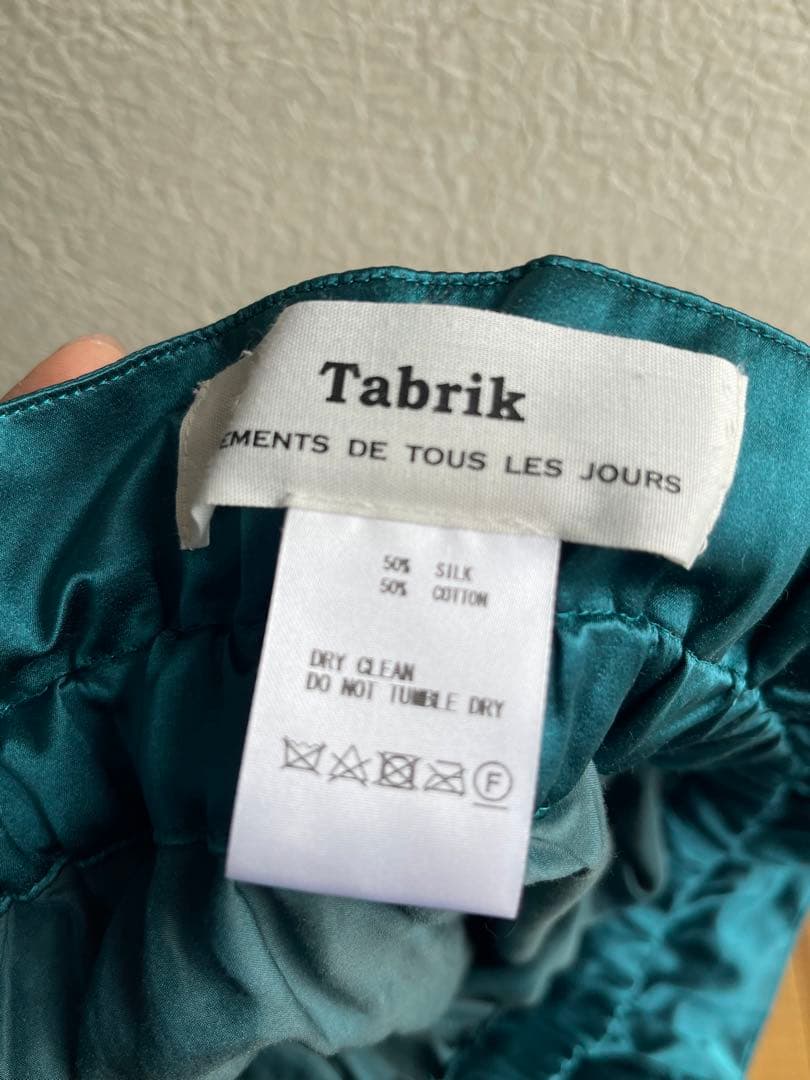 Tabrik
EMENTS DE TOUS LES JOURS
50% SILK
50% COTTON
DRY CLEAN
DO NOT TUMBLE DRY
F